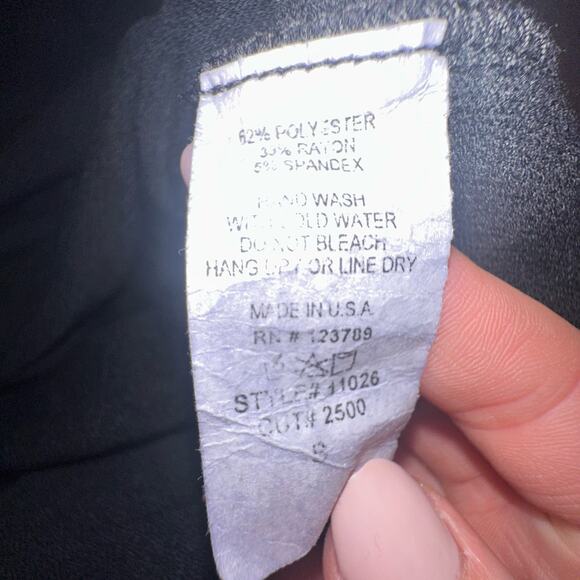 62% POLYESTER
33% RAYON
5% SPANDEX
HAND WASH
WITH COLD WATER
DO NOT BLEACH
HANG UP / OR LINE DRY
MADE IN U.S.A
RN # 123789
STYLE# 11026
CUT# 2500
S